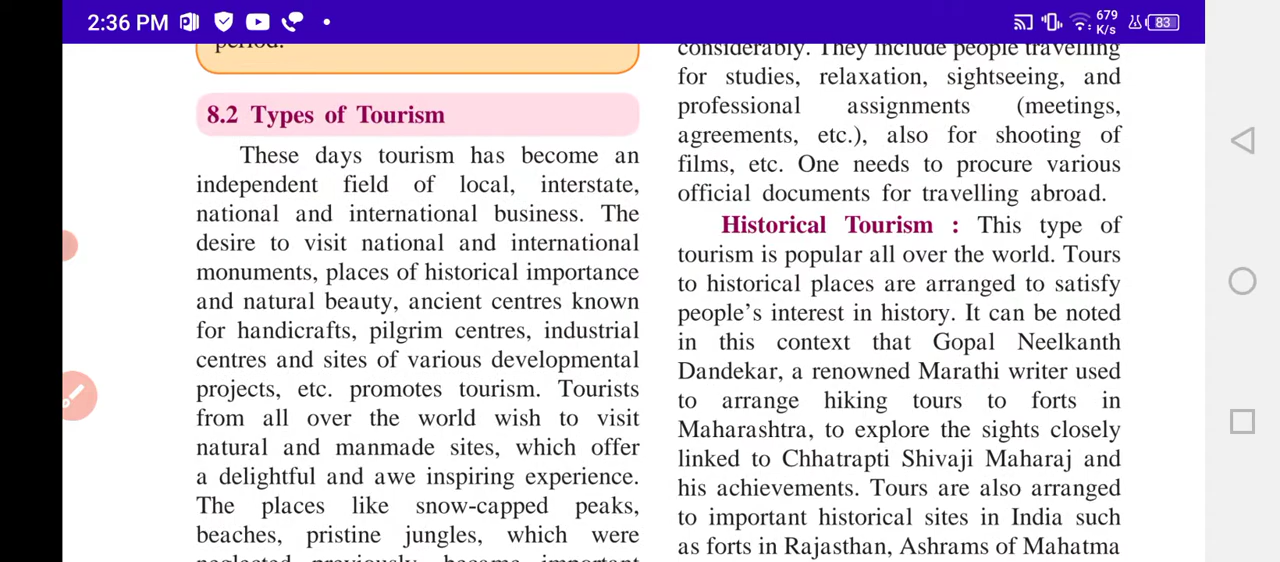 2:36 PM
679
K/s
83
period.
8.2 Types of Tourism
These days tourism has become an
independent field of local, interstate,
national and international business. The
desire to visit national and international
monuments, places of historical importance
and natural beauty, ancient centres known
for handicrafts, pilgrim centres, industrial
centres and sites of various developmental
projects, etc. promotes tourism. Tourists
from all over the world wish to visit
natural and manmade sites, which offer
a delightful and awe inspiring experience.
The places like snow-capped peaks,
beaches, pristine jungles, which were
neglected previously, became important
considerably. They include people travelling
for studies, relaxation, sightseeing, and
professional assignments (meetings,
agreements, etc.), also for shooting of
films, etc. One needs to procure various
official documents for travelling abroad.
Historical Tourism : This type of
tourism is popular all over the world. Tours
to historical places are arranged to satisfy
people's interest in history. It can be noted
in this context that Gopal Neelkanth
Dandekar, a renowned Marathi writer used
to arrange hiking tours to forts in
Maharashtra, to explore the sights closely
linked to Chhatrapti Shivaji Maharaj and
his achievements. Tours are also arranged
to important historical sites in India such
as forts in Rajasthan, Ashrams of Mahatma